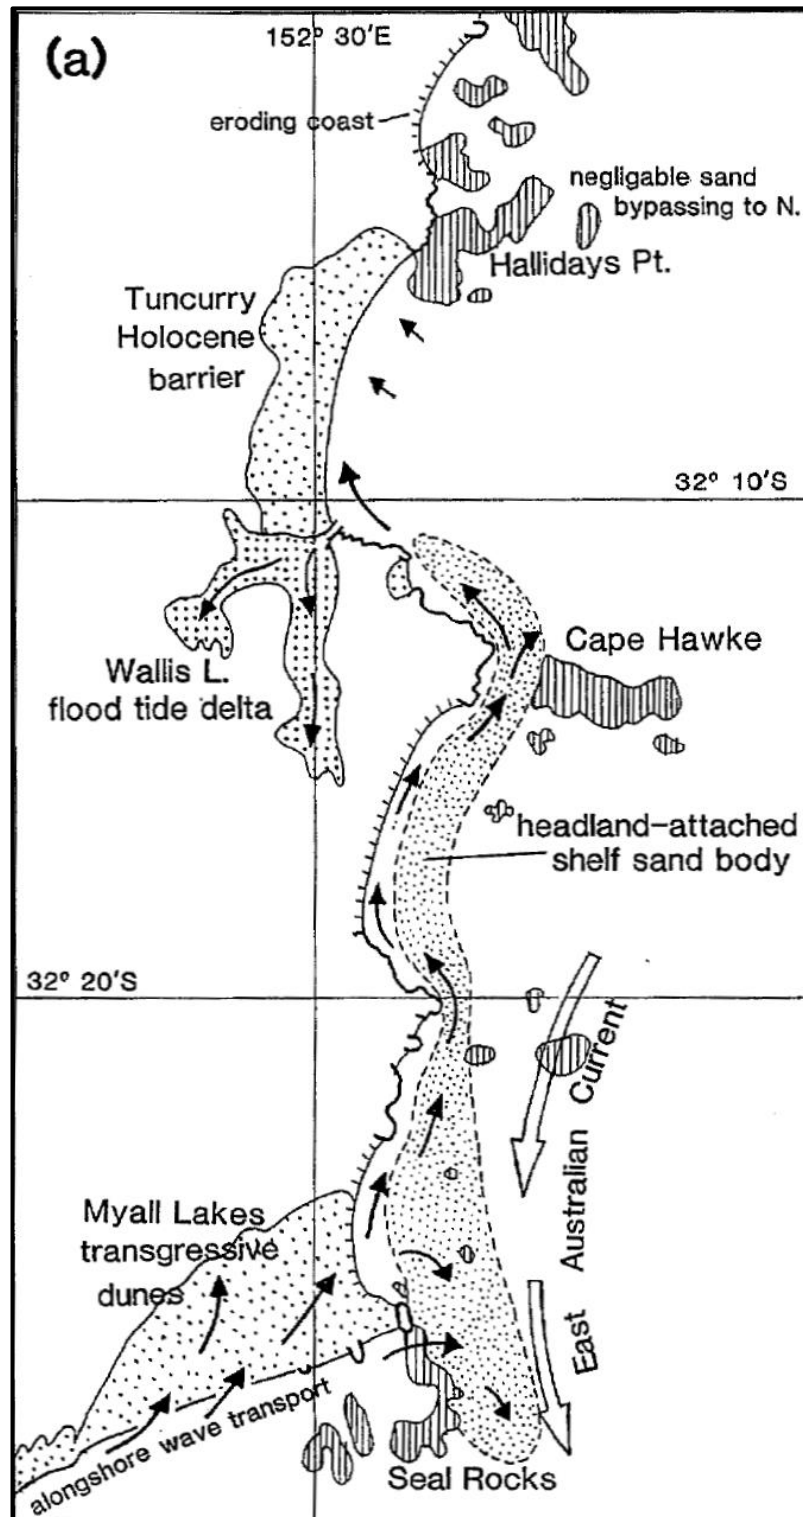 (a)
152° 30'E
eroding coast
negligable sand
bypassing to N.
Hallidays Pt.
Tuncurry
Holocene
barrier
32° 10'S
Cape Hawke
Wallis L.
flood tide delta
headland-attached
shelf sand body
32° 20'S
East Australian Current
Myall Lakes
transgressive
dunes
alongshore wave transport
Seal Rocks